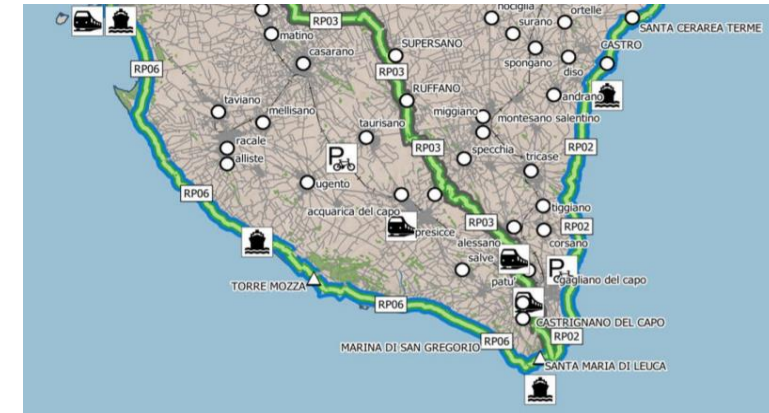 nociglia
ortelle
RP03
surano
SANTA CERAREA TERME
matino
SUPERSANO
CASTRO
casarano
spongano
RP06
RP03
diso
RUFFANO
andrano
taviano
mellisano
miggiano
montesano salentino
taurisano
racale
RP03
RP02
alliste
specchia
tricase
ugento
RP06
acquarica del capo
tiggiano
RP03
RP02
presicce
alessano
corsano
salve
patu'
gagliano del capo
TORRE MOZZA
RP06
CASTRIGNANO DEL CAPO
MARINA DI SAN GREGORIO
RP06
RP02
SANTA MARIA DI LEUCA
P
P